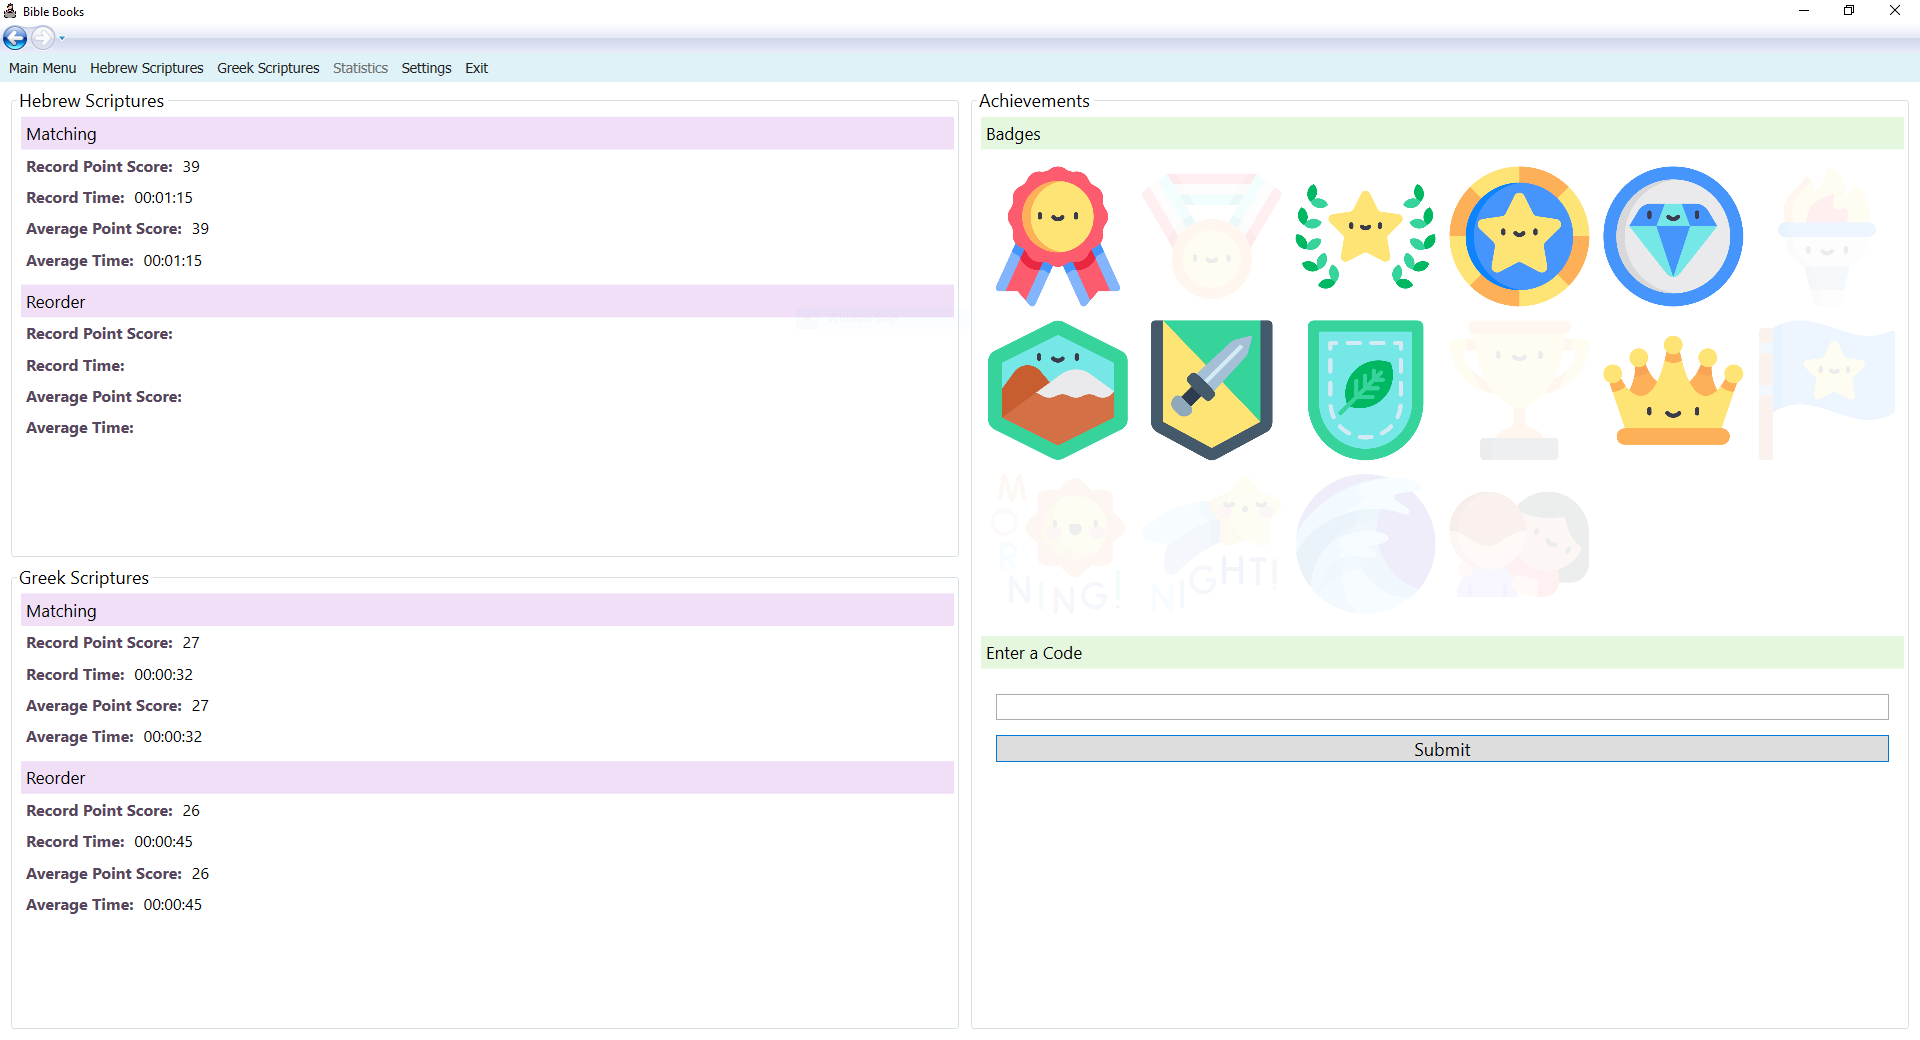 Bible Books
Main Menu Hebrew Scriptures Greek Scriptures Statistics Settings Exit
Hebrew Scriptures
Matching
Record Point Score: 39
Record Time: 00:01:15
Average Point Score: 39
Average Time: 00:01:15
Reorder
Record Point Score:
Record Time:
Average Point Score:
Average Time:
Greek Scriptures
Matching
Record Point Score: 27
Record Time: 00:00:32
Average Point Score: 27
Average Time: 00:00:32
Reorder
Record Point Score: 26
Record Time: 00:00:45
Average Point Score: 26
Average Time: 00:00:45
Achievements
Badges
MORNING!
NIGHT!
Enter a Code
Submit